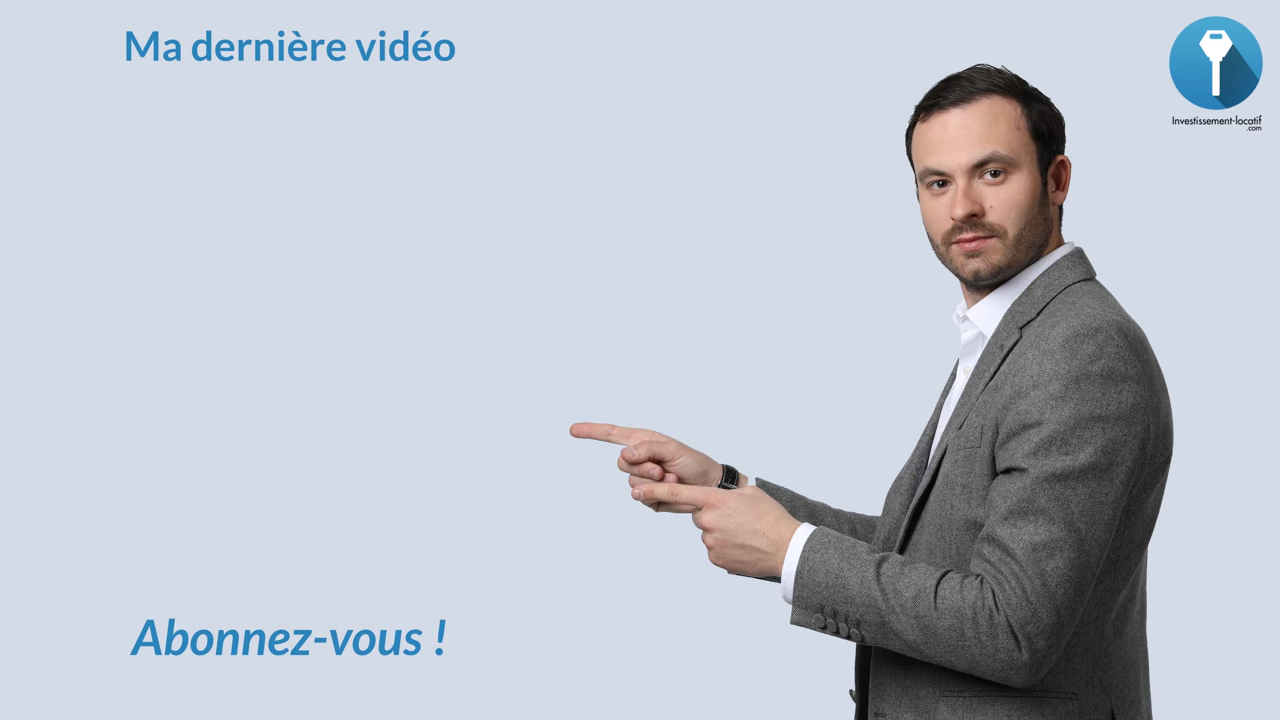 Ma dernière vidéo
Investissement-locatif
.com
Abonnez-vous !